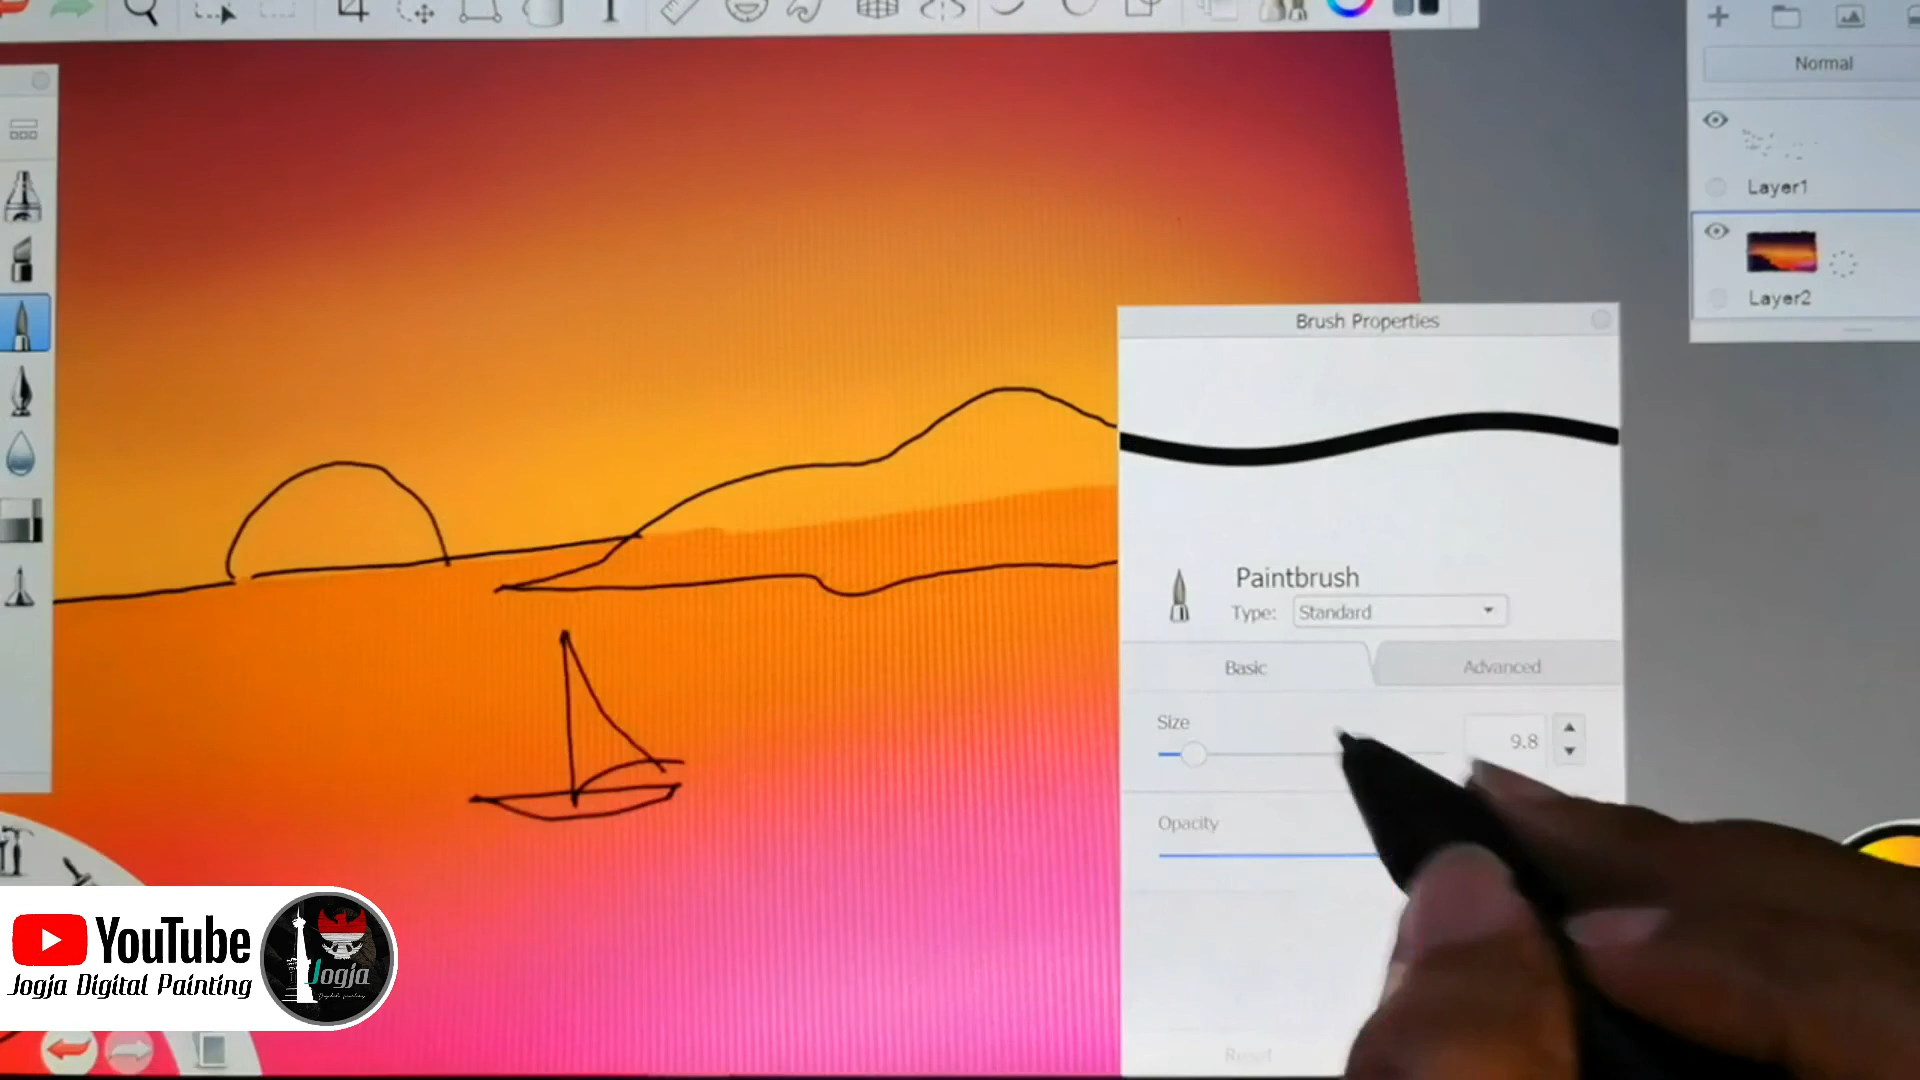 Normal
Layer1
Layer2
Brush Properties
Paintbrush
Type: Standard
Basic
Advanced
Size
9.8
Opacity
Reset
YouTube
Jogja Digital Painting
Jogja